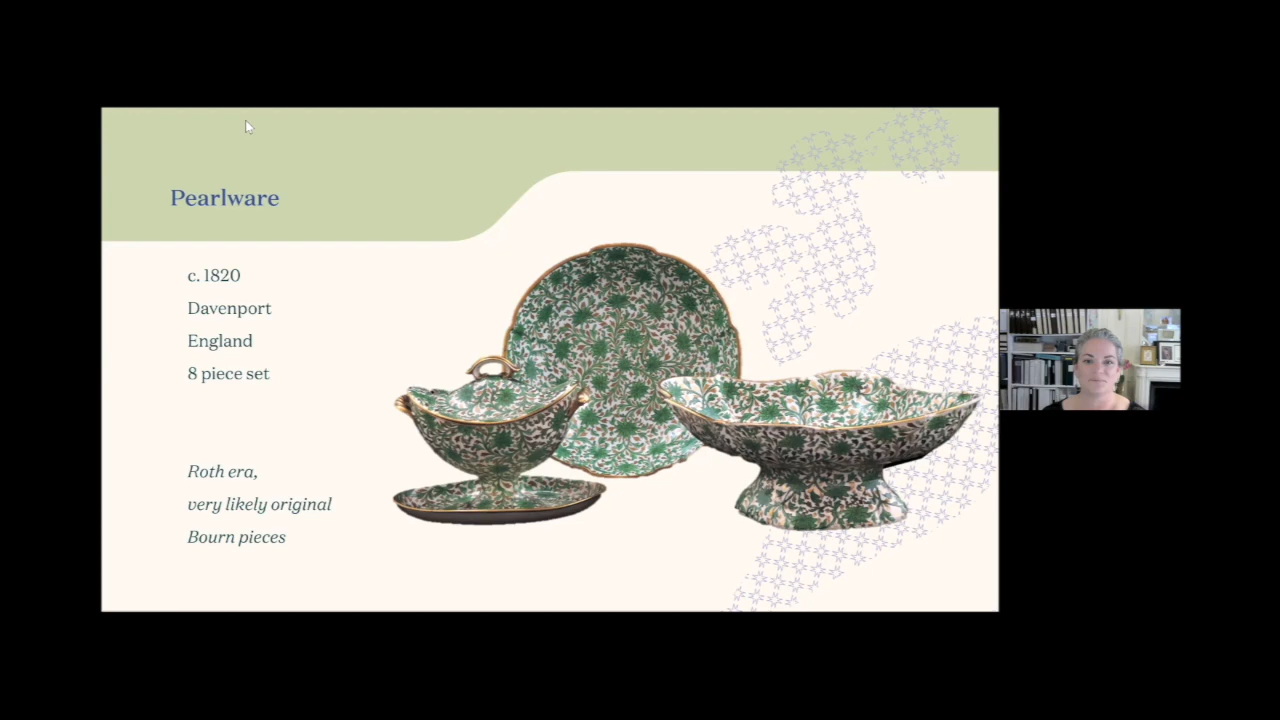 Pearlware
c. 1820
Davenport
England
8 piece set
Roth era,
very likely original
Bourn pieces